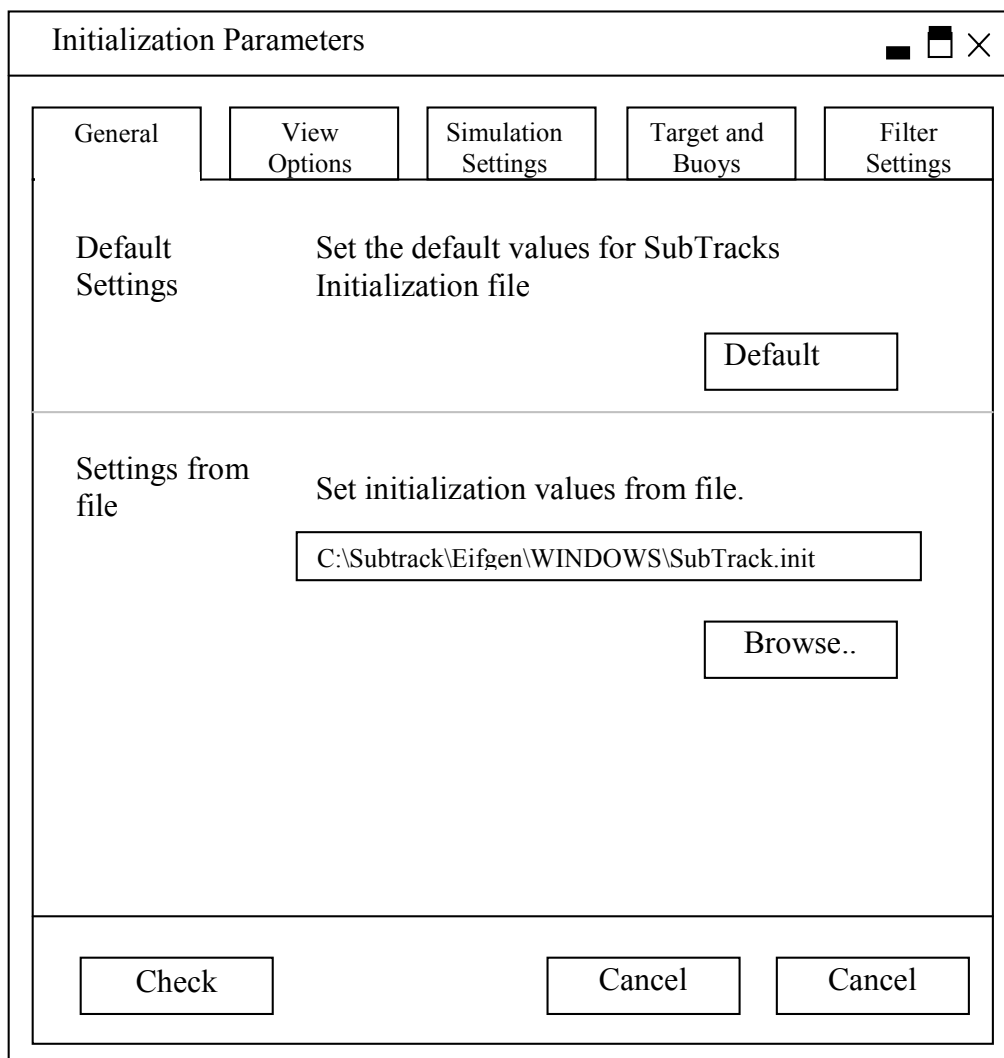 Initialization Parameters
General
View
Options
Simulation
Settings
Target and
Buoys
Filter
Settings
Default
Settings
Set the default values for SubTracks
Initialization file
Default
Settings from
file
Set initialization values from file.
C:\Subtrack\Eifgen\WINDOWS\SubTrack.init
Browse..
Check
Cancel
Cancel